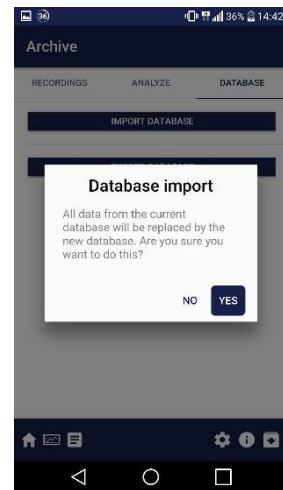 36 36% 14:42
Archive
RECORDINGS ANALYZE DATABASE
IMPORT DATABASE
Database import
All data from the current
database will be replaced by the
new database. Are you sure you
want to do this?
NO YES